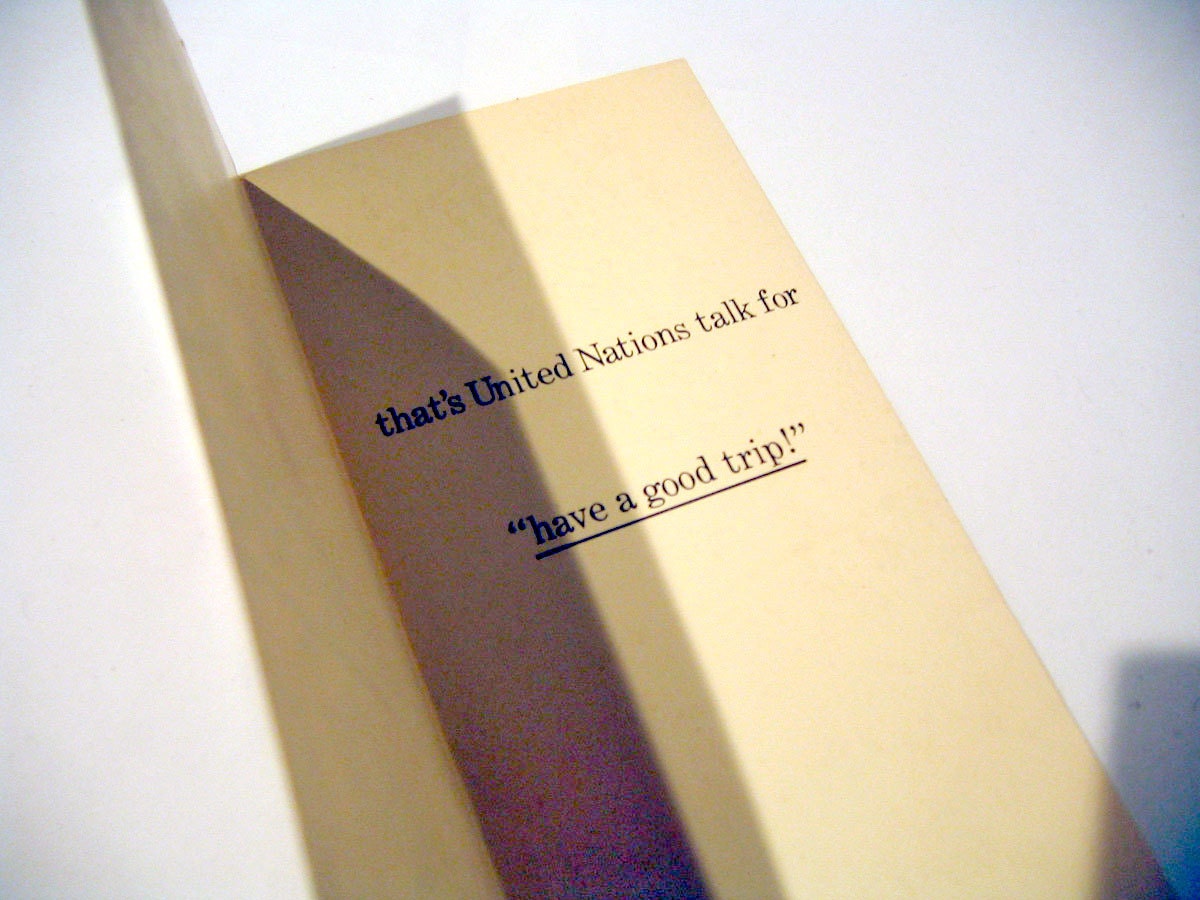 that's United Nations talk for
“have a good trip!”